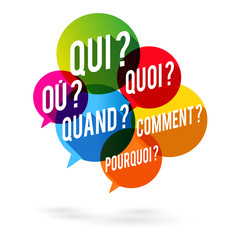 QUI ?
QUOI ?
OÙ ?
QUAND ?
COMMENT ?
POURQUOI ?